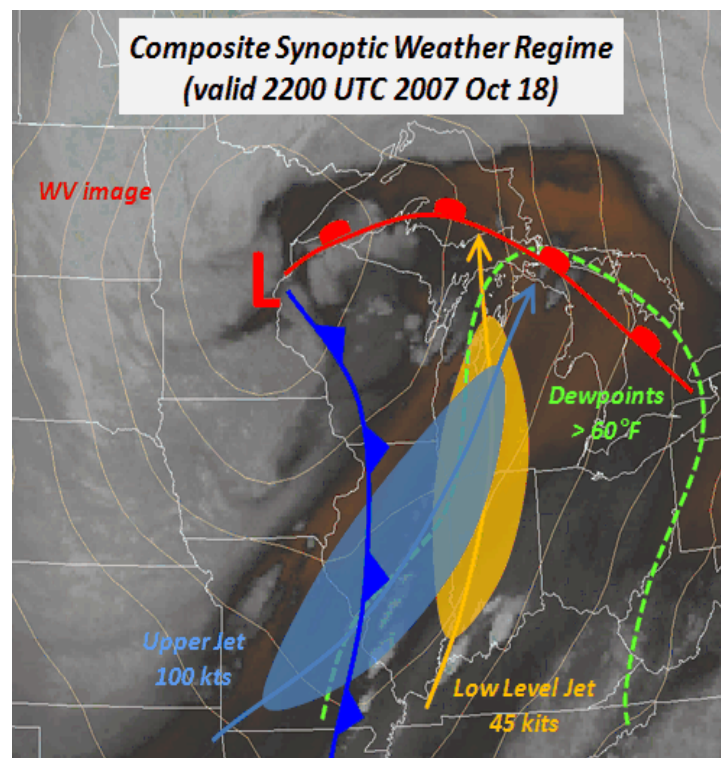 Composite Synoptic Weather Regime
(valid 2200 UTC 2007 Oct 18)
WV image
L
Dewpoints
> 60°F
Upper Jet
100 kts
Low Level Jet
45 kits